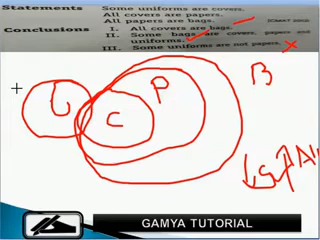 Statements Some uniforms are covers.
All covers are papers.
All papers are bags.
Conclusions I. All covers are bags.
II. Some bags are covers, papers and
uniforms.
III. Some uniforms are not papers.
B
P
U
C
GAMYA TUTORIAL